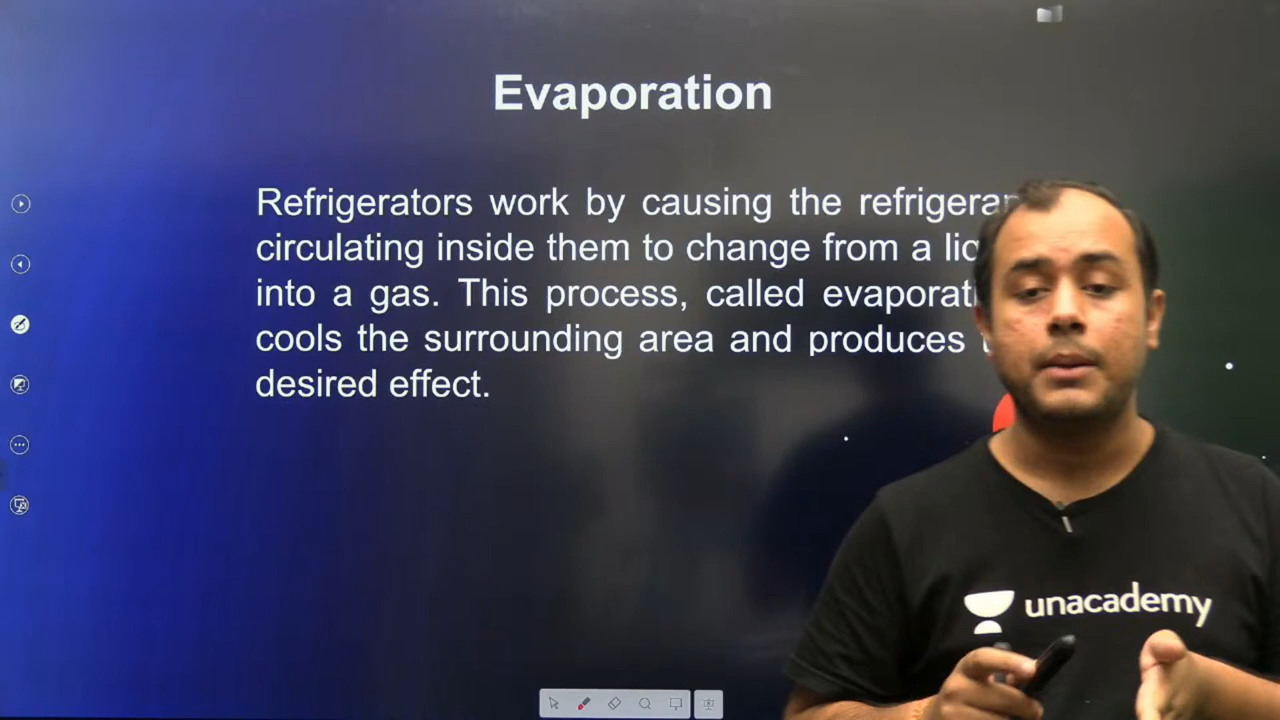 Evaporation
Refrigerators work by causing the
circulating inside them to change from a
into a gas. This process, called
cools the surrounding area and produces
desired effect.
unacademy